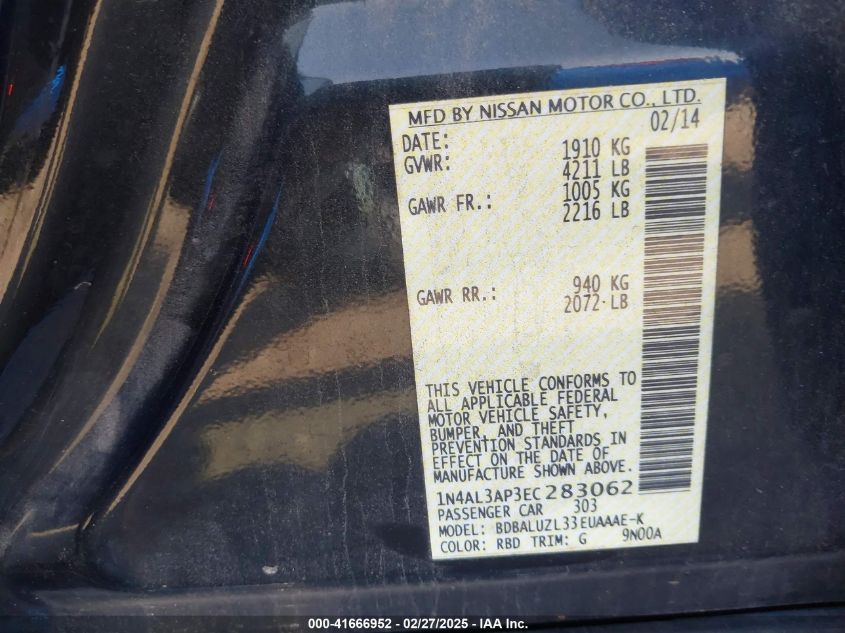 MFD BY NISSAN MOTOR CO., LTD.
DATE: 02/14
GVWR: 1910 KG
4211 LB
GAWR FR.: 1005 KG
2216 LB
GAWR RR.: 940 KG
2072 LB
THIS VEHICLE CONFORMS TO
ALL APPLICABLE FEDERAL
MOTOR VEHICLE SAFETY,
BUMPER, AND THEFT
PREVENTION STANDARDS IN
EFFECT ON THE DATE OF
MANUFACTURE SHOWN ABOVE.
1N4AL3AP3EC283062
PASSENGER CAR 303
MODEL: BDBALUZL33EUAAAE-K
COLOR: RBD TRIM: G 9N00A
000-41666952 — 02/27/2025 — IAA Inc.